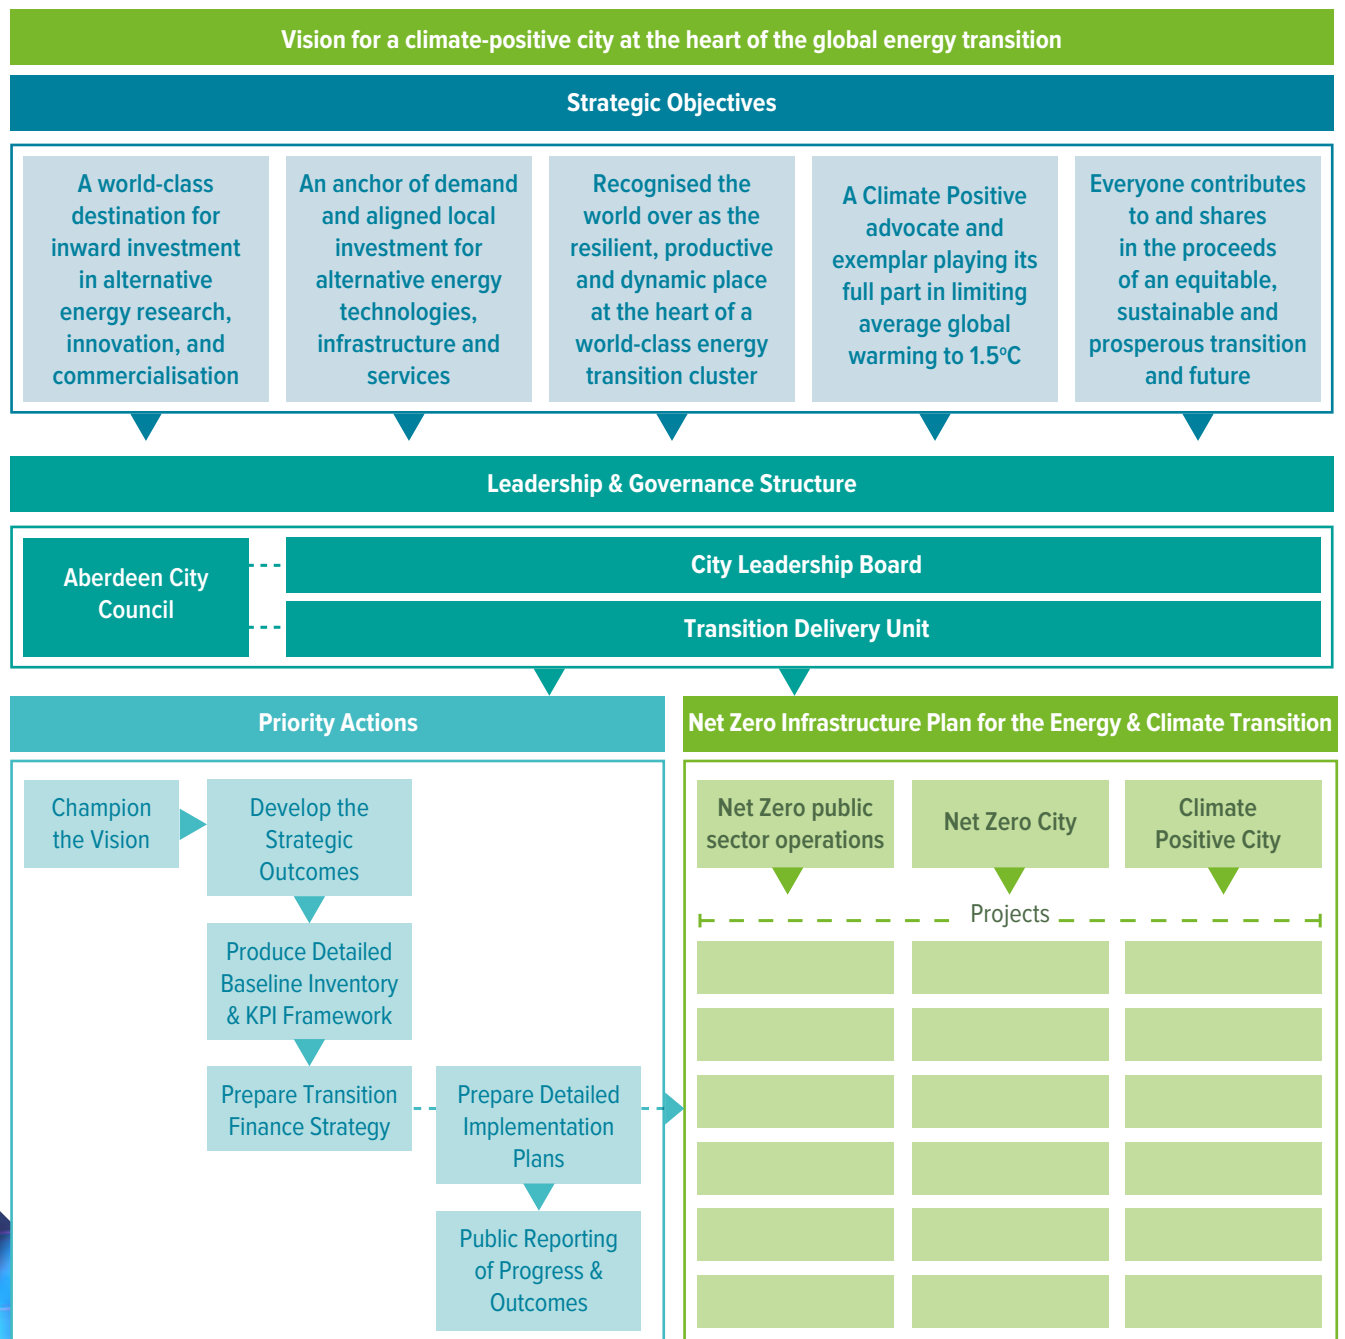 Vision for a climate-positive city at the heart of the global energy transition
Strategic Objectives
A world-class
destination for
inward investment
in alternative
energy research,
innovation, and
commercialisation
An anchor of demand
and aligned local
investment for
alternative energy
technologies,
infrastructure and
services
Recognised the
world over as the
resilient, productive
and dynamic place
at the heart of a
world-class energy
transition cluster
A Climate Positive
advocate and
exemplar playing its
full part in limiting
average global
warming to 1.5ºC
Everyone contributes
to and shares
in the proceeds
of an equitable,
sustainable and
prosperous transition
and future
Leadership & Governance Structure
Aberdeen City
Council
City Leadership Board
Transition Delivery Unit
Priority Actions
Champion
the Vision
Develop the
Strategic
Outcomes
Produce Detailed
Baseline Inventory
& KPI Framework
Prepare Transition
Finance Strategy
Prepare Detailed
Implementation
Plans
Public Reporting
of Progress &
Outcomes
Net Zero Infrastructure Plan for the Energy & Climate Transition
Net Zero public
sector operations
Net Zero City
Climate
Positive City
Projects